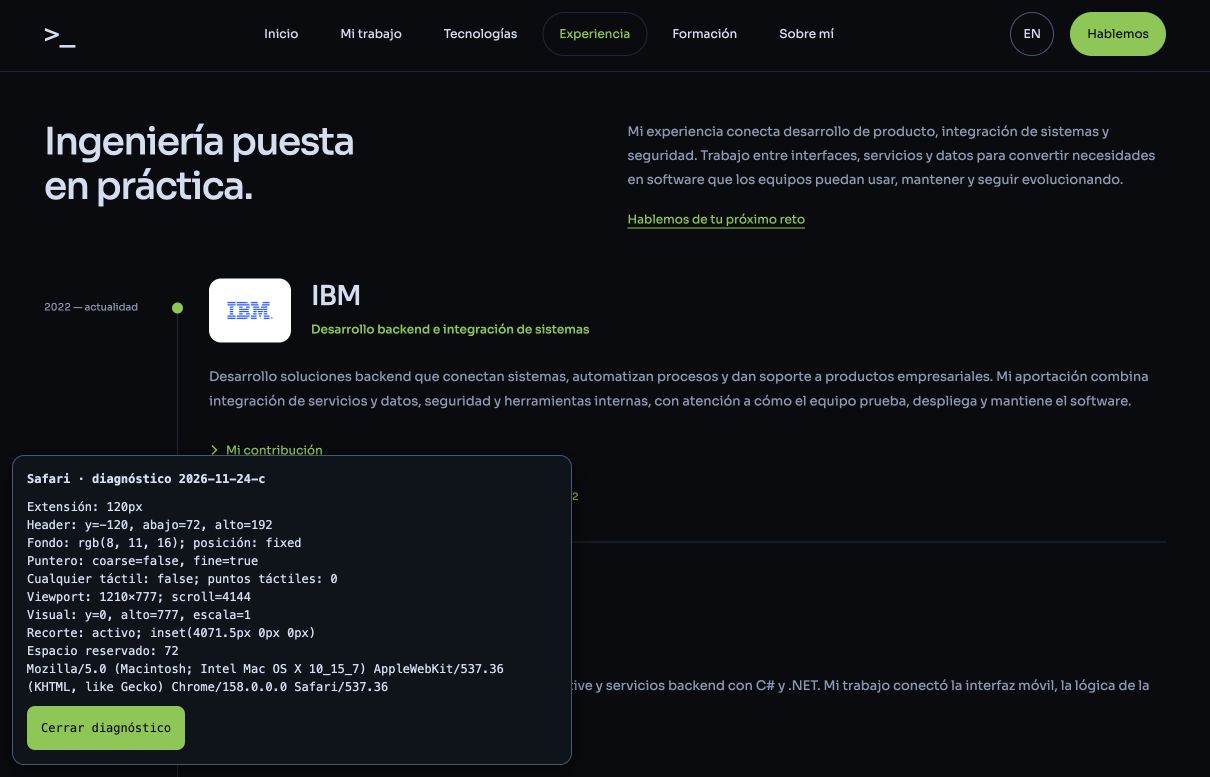 >_
Inicio
Mi trabajo
Tecnologías
Experiencia
Formación
Sobre mí
EN
Hablemos
Ingeniería puesta
en práctica.
Mi experiencia conecta desarrollo de producto, integración de sistemas y
seguridad. Trabajo entre interfaces, servicios y datos para convertir necesidades
en software que los equipos puedan usar, mantener y seguir evolucionando.
Hablemos de tu próximo reto
2022 — actualidad
IBM
IBM
Desarrollo backend e integración de sistemas
Desarrollo soluciones backend que conectan sistemas, automatizan procesos y dan soporte a productos empresariales. Mi aportación combina
integración de servicios y datos, seguridad y herramientas internas, con atención a cómo el equipo prueba, despliega y mantiene el software.
Mi contribución
2
Safari · diagnóstico 2026-11-24-c
Extensión: 120px
Header: y=-120, abajo=72, alto=192
Fondo: rgb(8, 11, 16); posición: fixed
Puntero: coarse=false, fine=true
Cualquier táctil: false; puntos táctiles: 0
Viewport: 1210×777; scroll=4144
Visual: y=0, alto=777, escala=1
Recorte: activo; inset(4071.5px 0px 0px)
Espacio reservado: 72
Mozilla/5.0 (Macintosh; Intel Mac OS X 10_15_7) AppleWebKit/537.36
(KHTML, like Gecko) Chrome/158.0.0.0 Safari/537.36
Cerrar diagnóstico
tive y servicios backend con C# y .NET. Mi trabajo conectó la interfaz móvil, la lógica de la